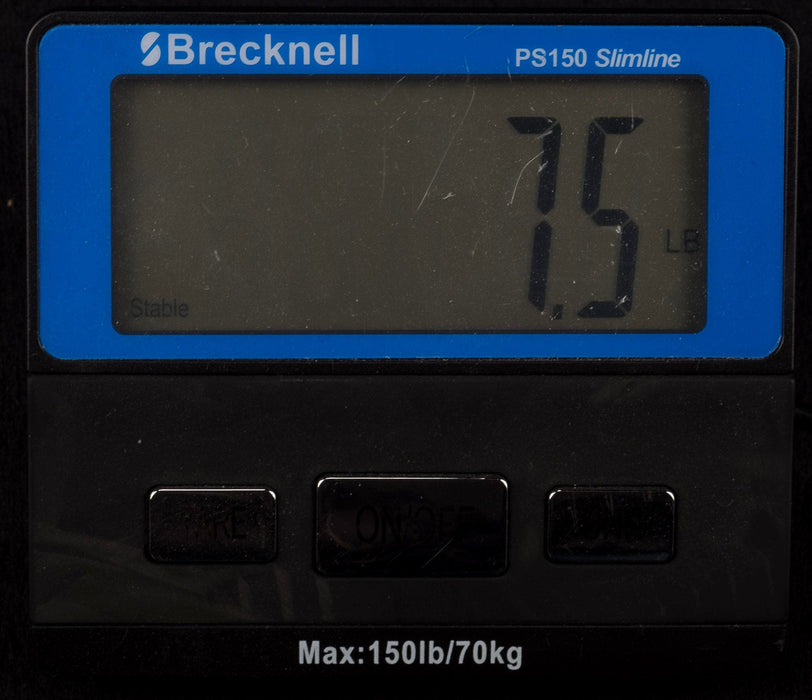 Brecknell
PS150 Slimline
7.5
LB
Stable
ON/OFF
Max:150lb/70kg